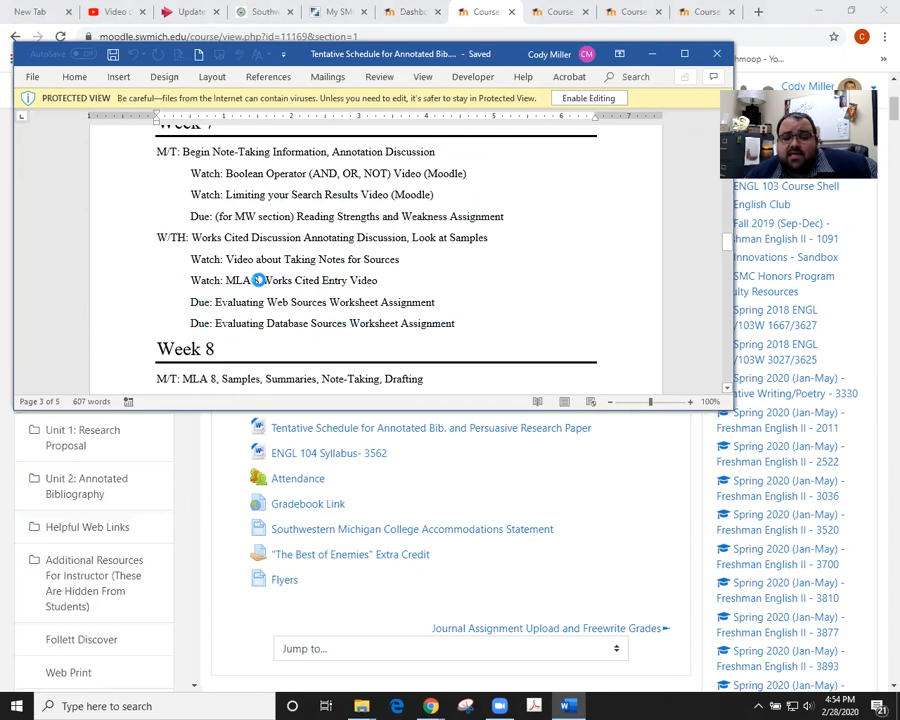 New Tab
Video c
Update
Southw
My SM
Dashb
Course
Course
Course
Course
moodle.swmich.edu/course/view.php?id=11169&section=1
C
AutoSave
Off
Tentative Schedule for Annotated Bib....  -  Saved
Cody Miller
CM
File
Home
Insert
Design
Layout
References
Mailings
Review
View
Developer
Help
Acrobat
Search
PROTECTED VIEW
Be careful—files from the Internet can contain viruses. Unless you need to edit, it's safer to stay in Protected View.
Enable Editing
hmoop - Yo...
Cody Miller
1 2 3 4 5 6 7
Week 7
M/T: Begin Note-Taking Information, Annotation Discussion
Watch: Boolean Operator (AND, OR, NOT) Video (Moodle)
Watch: Limiting your Search Results Video (Moodle)
Due: (for MW section) Reading Strengths and Weakness Assignment
W/TH: Works Cited Discussion Annotating Discussion, Look at Samples
Watch: Video about Taking Notes for Sources
Watch: MLA 8 Works Cited Entry Video
Due: Evaluating Web Sources Worksheet Assignment
Due: Evaluating Database Sources Worksheet Assignment
Week 8
M/T: MLA 8, Samples, Summaries, Note-Taking, Drafting
Page 3 of 5
607 words
100%
Unit 1: Research
Proposal
Unit 2: Annotated
Bibliography
Helpful Web Links
Additional Resources
For Instructor (These
Are Hidden From
Students)
Follett Discover
Web Print
Tentative Schedule for Annotated Bib. and Persuasive Research Paper
ENGL 104 Syllabus- 3562
Attendance
Gradebook Link
Southwestern Michigan College Accommodations Statement
"The Best of Enemies" Extra Credit
Flyers
Journal Assignment Upload and Freewrite Grades
Jump to...
ENGL 103 Course Shell
English Club
Fall 2019 (Sep-Dec) -
ENGL 103 - 1091
Innovations - Sandbox
SMC Honors Program
ulty Resources
Spring 2018 ENGL
/103W 1667/3627
Spring 2018 ENGL
/103W 3027/3625
Spring 2020 (Jan-May) -
ative Writing/Poetry - 3330
Spring 2020 (Jan-May) -
Freshman English II - 2011
Spring 2020 (Jan-May) -
Freshman English II - 2522
Spring 2020 (Jan-May) -
Freshman English II - 3036
Spring 2020 (Jan-May) -
Freshman English II - 3520
Spring 2020 (Jan-May) -
Freshman English II - 3700
Spring 2020 (Jan-May) -
Freshman English II - 3810
Spring 2020 (Jan-May) -
Freshman English II - 3877
Spring 2020 (Jan-May) -
Freshman English II - 3893
Spring 2020 (Jan-May) -
Type here to search
4:54 PM
2/28/2020
21